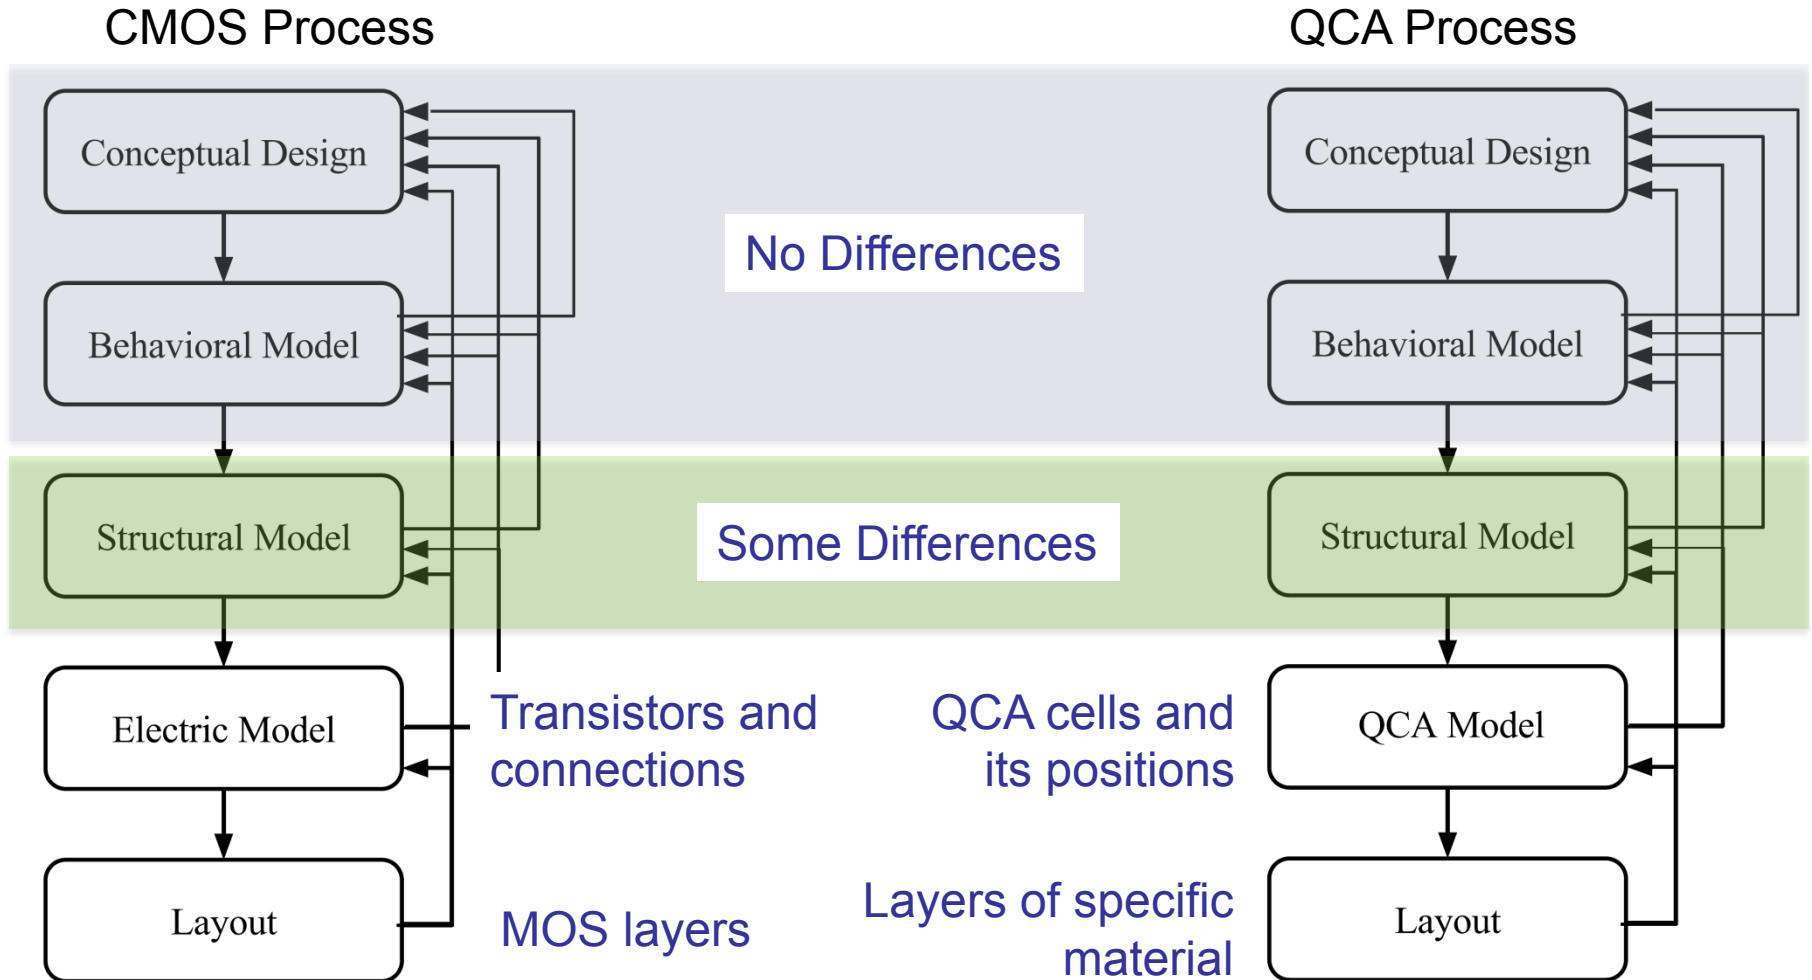 CMOS Process
QCA Process
Conceptual Design
Conceptual Design
No Differences
Behavioral Model
Behavioral Model
Structural Model
Some Differences
Structural Model
Electric Model
Transistors and
connections
QCA cells and
its positions
QCA Model
Layout
MOS layers
Layers of specific
material
Layout